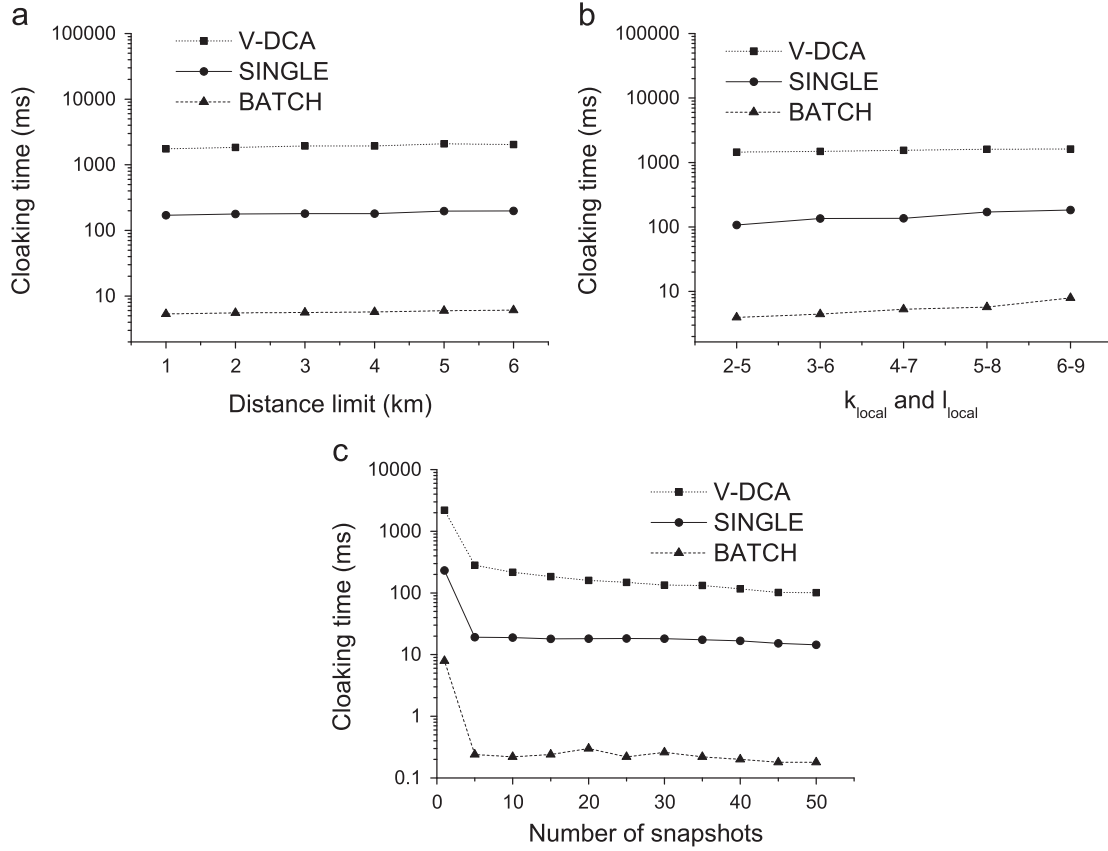 a
V-DCA
SINGLE
BATCH
100000
10000
1000
100
10
Cloaking time (ms)
1 2 3 4 5 6
Distance limit (km)
b
V-DCA
SINGLE
BATCH
100000
10000
1000
100
10
Cloaking time (ms)
2-5 3-6 4-7 5-8 6-9
k_local and l_local
c
V-DCA
SINGLE
BATCH
10000
1000
100
10
1
0.1
Cloaking time (ms)
0 10 20 30 40 50
Number of snapshots